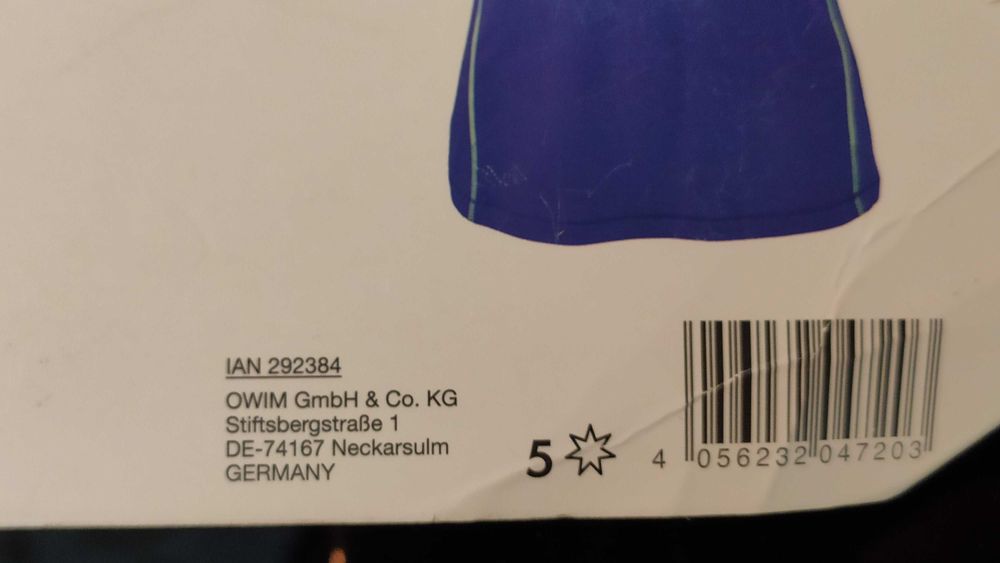 IAN 292384
OWIM GmbH & Co. KG
Stiftsbergstraße 1
DE-74167 Neckarsulm
GERMANY
5
4 056232 047203